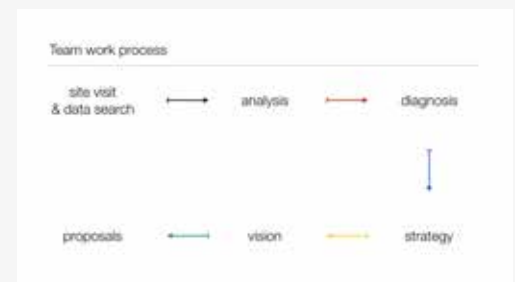 Team work process
site visit
& data search
analysis
diagnosis
proposals
vision
strategy